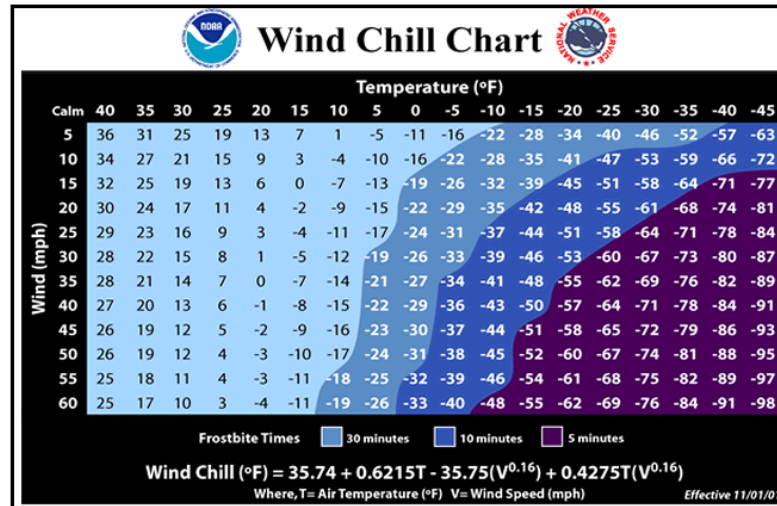 NOAA
Wind Chill Chart
NATIONAL WEATHER SERVICE
Temperature (ºF)
Calm 40 35 30 25 20 15 10 5 0 -5 -10 -15 -20 -25 -30 -35 -40 -45
Wind (mph)
5 36 31 25 19 13 7 1 -5 -11 -16 -22 -28 -34 -40 -46 -52 -57 -63
10 34 27 21 15 9 3 -4 -10 -16 -22 -28 -35 -41 -47 -53 -59 -66 -72
15 32 25 19 13 6 0 -7 -13 -19 -26 -32 -39 -45 -51 -58 -64 -71 -77
20 30 24 17 11 4 -2 -9 -15 -22 -29 -35 -42 -48 -55 -61 -68 -74 -81
25 29 23 16 9 3 -4 -11 -17 -24 -31 -37 -44 -51 -58 -64 -71 -78 -84
30 28 22 15 8 1 -5 -12 -19 -26 -33 -39 -46 -53 -60 -67 -73 -80 -87
35 28 21 14 7 0 -7 -14 -21 -27 -34 -41 -48 -55 -62 -69 -76 -82 -89
40 27 20 13 6 -1 -8 -15 -22 -29 -36 -43 -50 -57 -64 -71 -78 -84 -91
45 26 19 12 5 -2 -9 -16 -23 -30 -37 -44 -51 -58 -65 -72 -79 -86 -93
50 26 19 12 4 -3 -10 -17 -24 -31 -38 -45 -52 -60 -67 -74 -81 -88 -95
55 25 18 11 4 -3 -11 -18 -25 -32 -39 -46 -54 -61 -68 -75 -82 -89 -97
60 25 17 10 3 -4 -11 -19 -26 -33 -40 -48 -55 -62 -69 -76 -84 -91 -98
Frostbite Times 30 minutes 10 minutes 5 minutes
Wind Chill (ºF) = 35.74 + 0.6215T - 35.75(V^0.16) + 0.4275T(V^0.16)
Where, T= Air Temperature (ºF) V= Wind Speed (mph)
Effective 11/01/0